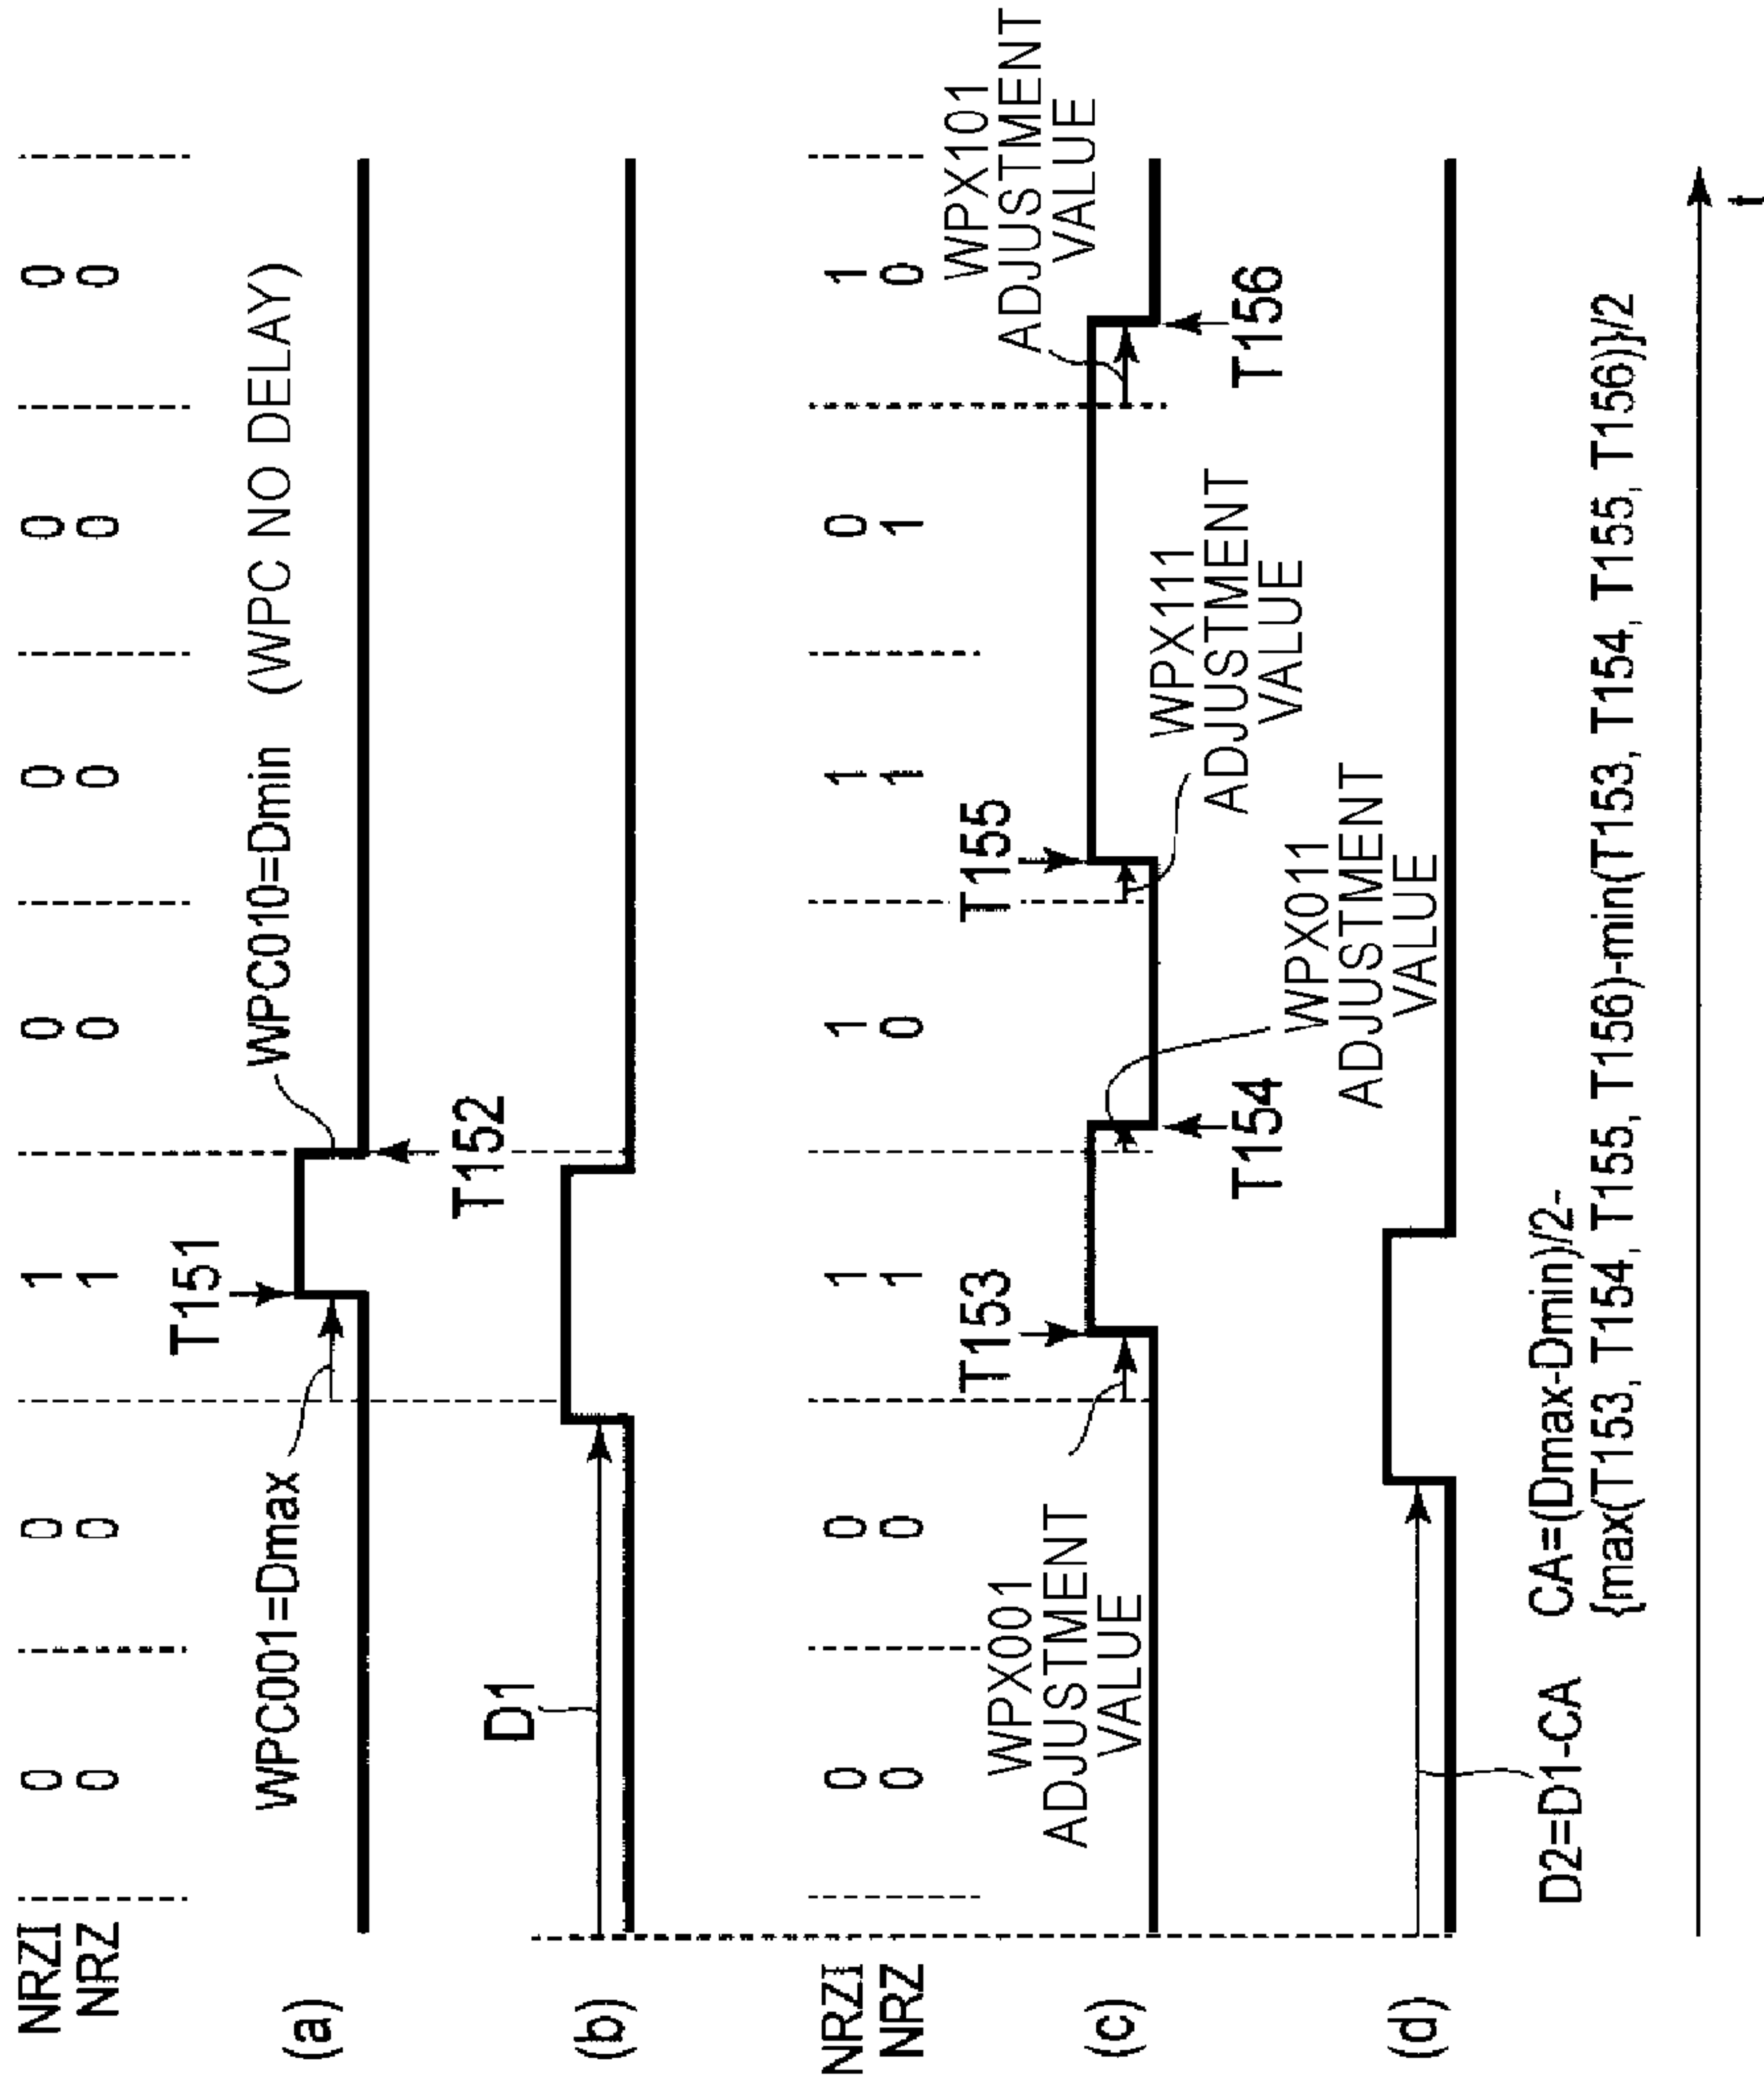 NRZI 0 0 1 0 0 0 0
NRZ 0 0 1 0 0 0 0
T151
WPC001=Dmax
WPC010=Dmin (WPC NO DELAY)
(a)
T152
D1
(b)
NRZI 0 0 1 1 1 0 1
NRZ 0 0 1 0 1 1 0
WPX001
ADJUSTMENT
VALUE
T153
T155
WPX101
ADJUSTMENT
VALUE
(c)
T154
WPX011
ADJUSTMENT
VALUE
WPX111
ADJUSTMENT
VALUE
T156
(d)
D2=D1-CA
CA=(Dmax-Dmin)/2-
{max(T153, T154, T155, T156)-min(T153, T154, T155, T156)}/2
t